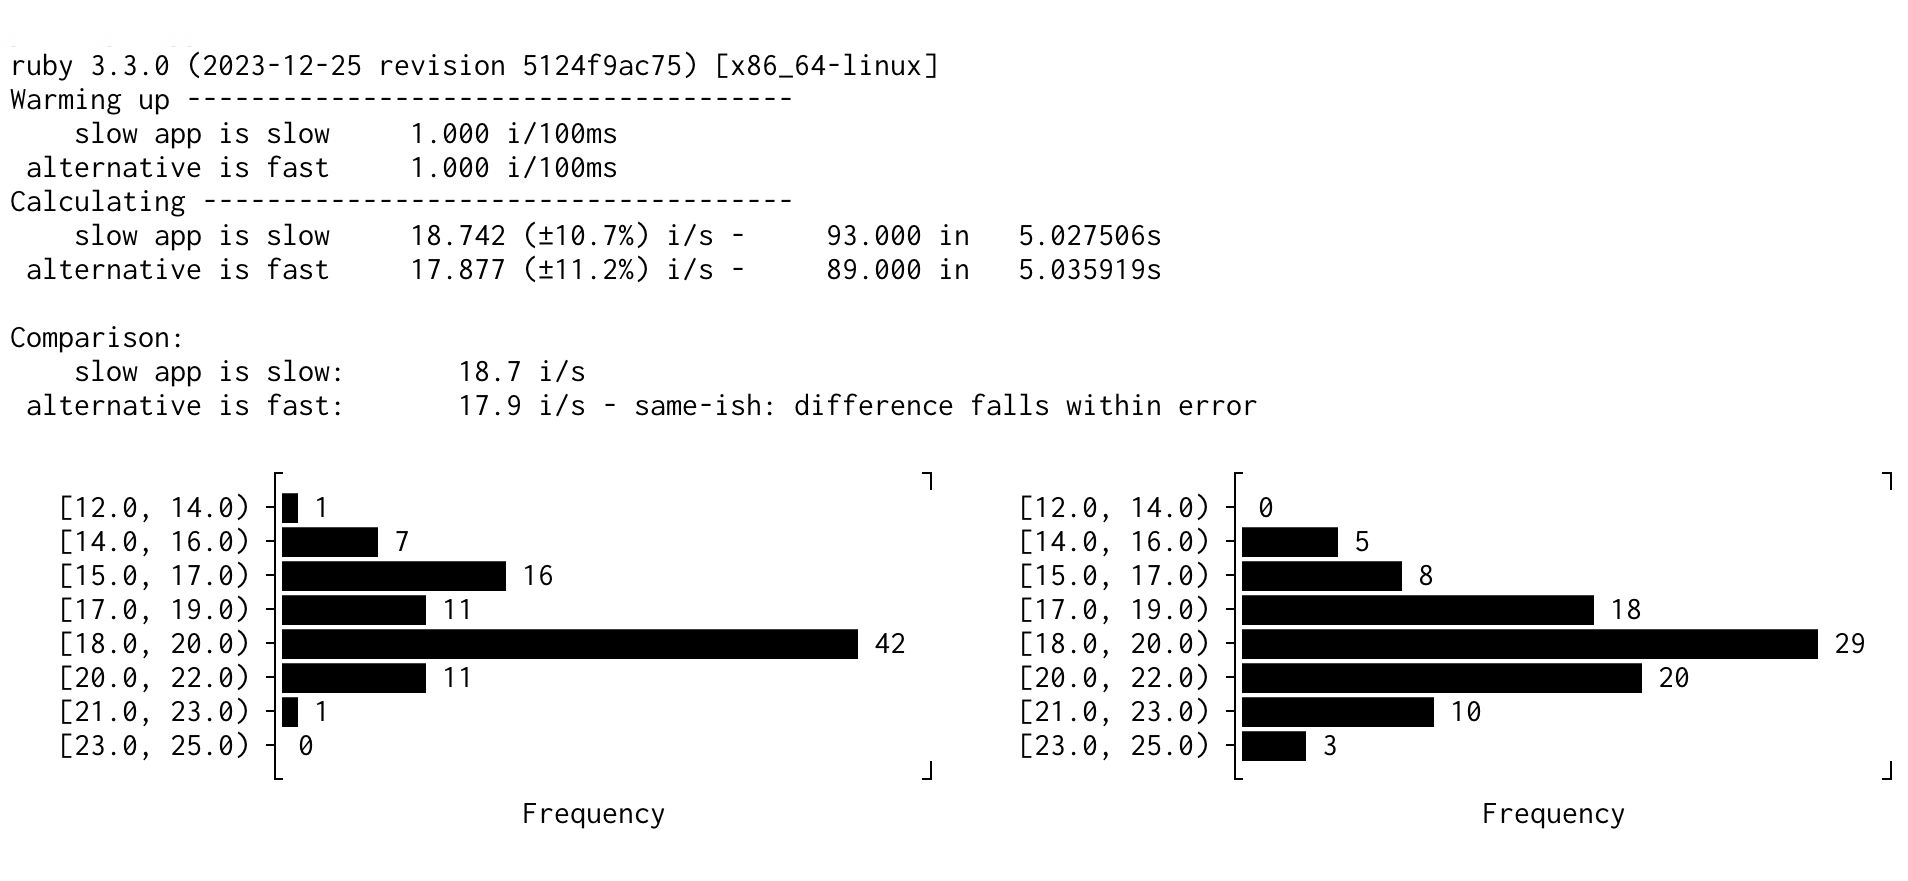 ruby 3.3.0 (2023-12-25 revision 5124f9ac75) [x86_64-linux]
Warming up --------------------------------------
slow app is slow 1.000 i/100ms
alternative is fast 1.000 i/100ms
Calculating -------------------------------------
slow app is slow 18.742 (±10.7%) i/s - 93.000 in 5.027506s
alternative is fast 17.877 (±11.2%) i/s - 89.000 in 5.035919s
Comparison:
slow app is slow: 18.7 i/s
alternative is fast: 17.9 i/s - same-ish: difference falls within error
[12.0, 14.0) 1
[14.0, 16.0) 7
[15.0, 17.0) 16
[17.0, 19.0) 11
[18.0, 20.0) 42
[20.0, 22.0) 11
[21.0, 23.0) 1
[23.0, 25.0) 0
Frequency
[12.0, 14.0) 0
[14.0, 16.0) 5
[15.0, 17.0) 8
[17.0, 19.0) 18
[18.0, 20.0) 29
[20.0, 22.0) 20
[21.0, 23.0) 10
[23.0, 25.0) 3
Frequency